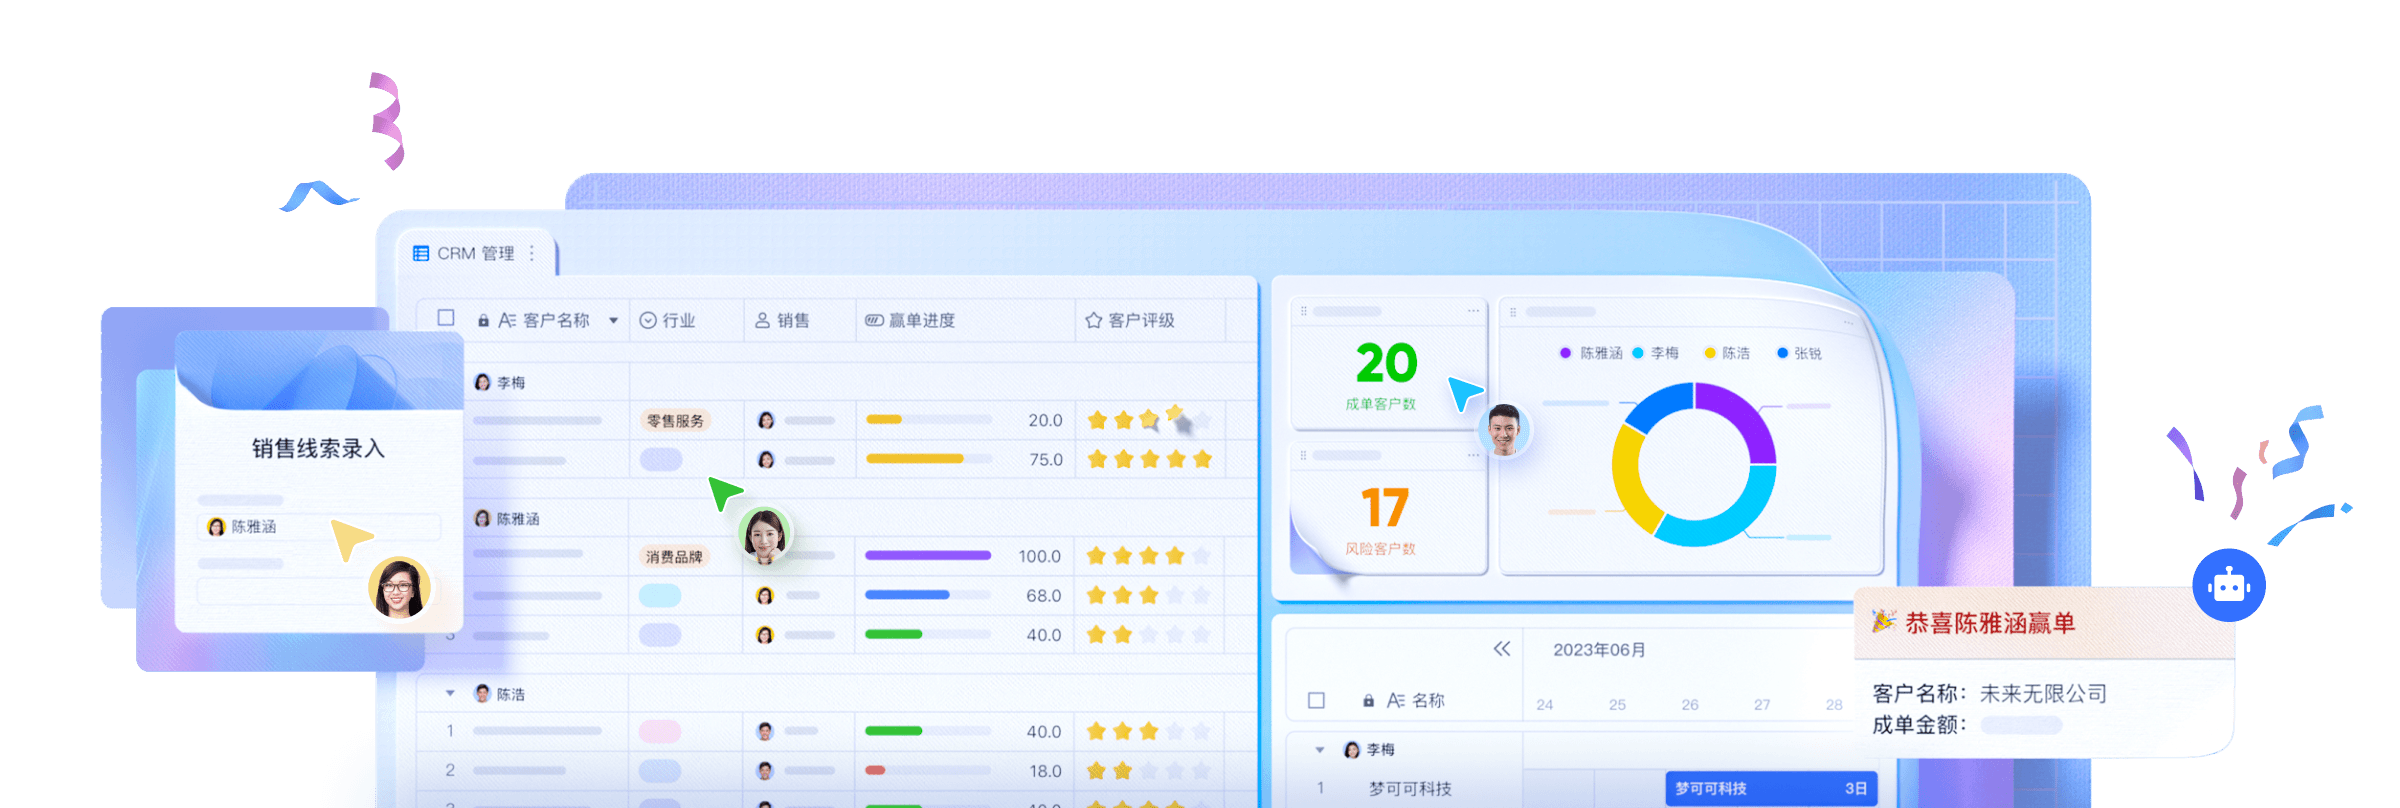 CRM 管理
客户名称 行业 销售 赢单进度 客户评级
李梅
零售服务 20.0
75.0
陈雅涵
消费品牌 100.0
68.0
3 40.0
陈浩
1 40.0
2 18.0
销售线索录入
陈雅涵
20
成单客户数
17
风险客户数
陈雅涵 李梅 陈浩 张锐
2023年06月
名称 24 25 26 27 28
李梅
1 梦可可科技 梦可可科技 3日
恭喜陈雅涵赢单
客户名称：未来无限公司
成单金额：